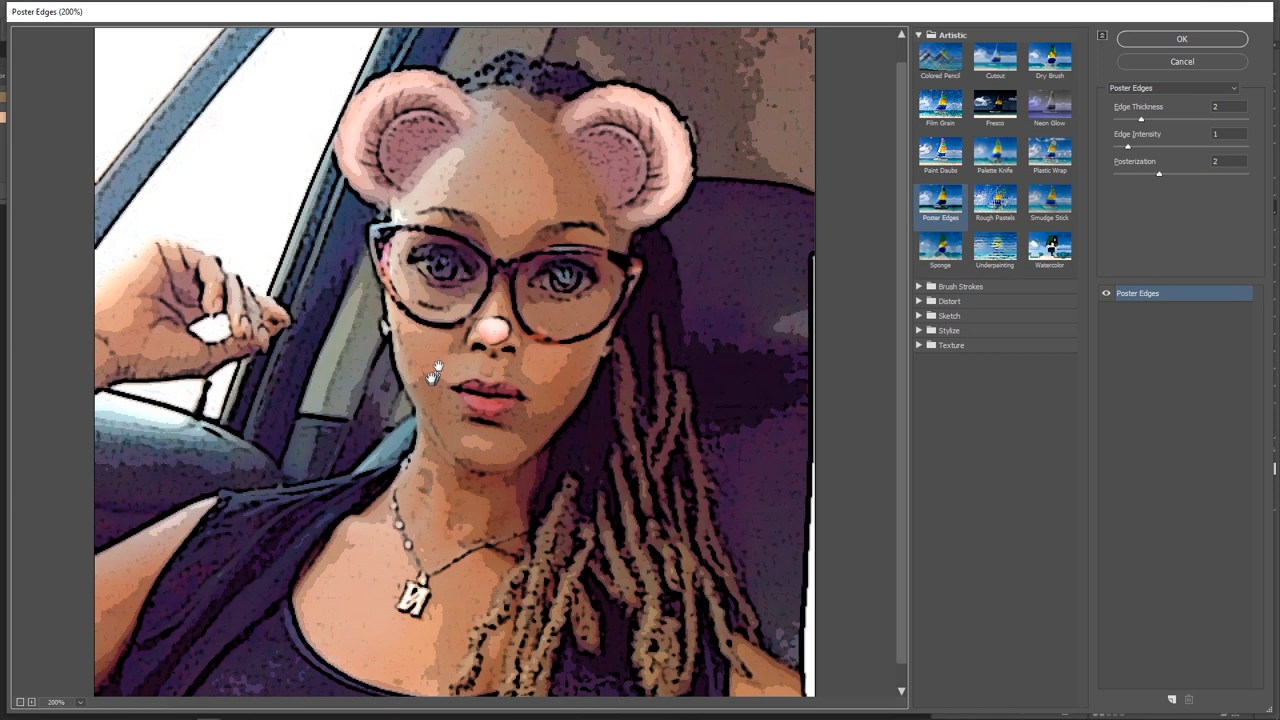 Poster Edges (200%)
Artistic
Colored Pencil
Cutout
Dry Brush
Film Grain
Fresco
Neon Glow
Paint Daubs
Palette Knife
Plastic Wrap
Poster Edges
Rough Pastels
Smudge Stick
Sponge
Underpainting
Watercolor
Brush Strokes
Distort
Sketch
Stylize
Texture
OK
Cancel
Poster Edges
Edge Thickness 2
Edge Intensity 1
Posterization 2
Poster Edges
200%